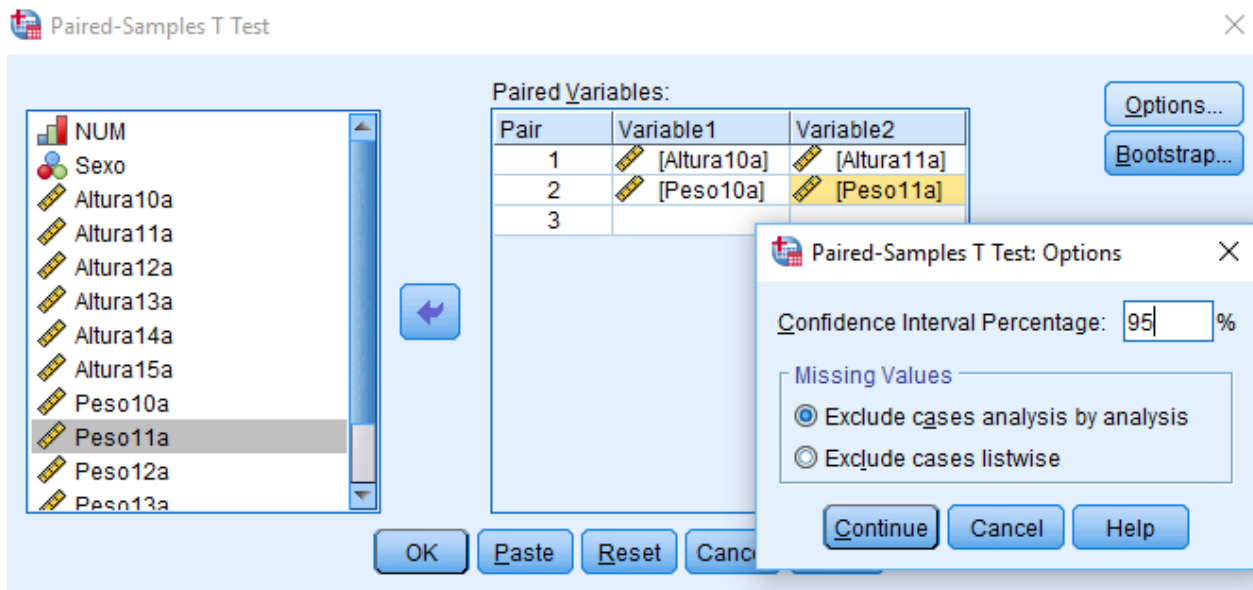 Paired-Samples T Test
Paired Variables:
Options...
Bootstrap...
NUM
Sexo
Altura10a
Altura11a
Altura12a
Altura13a
Altura14a
Altura15a
Peso10a
Peso11a
Peso12a
Peso13a
Pair Variable1 Variable2
1 [Altura10a] [Altura11a]
2 [Peso10a] [Peso11a]
3
Paired-Samples T Test: Options
Confidence Interval Percentage: 95 %
Missing Values
Exclude cases analysis by analysis
Exclude cases listwise
Continue Cancel Help
OK Paste Reset Canc